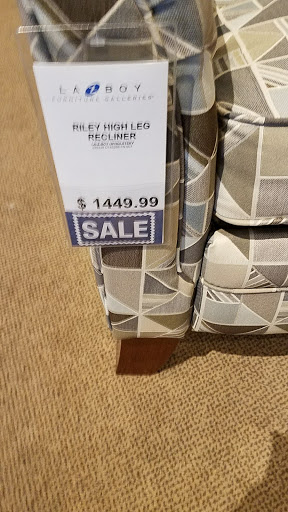 LA Z BOY
FURNITURE GALLERIES
RILEY HIGH LEG
RECLINER
$ 1449.99
SALE